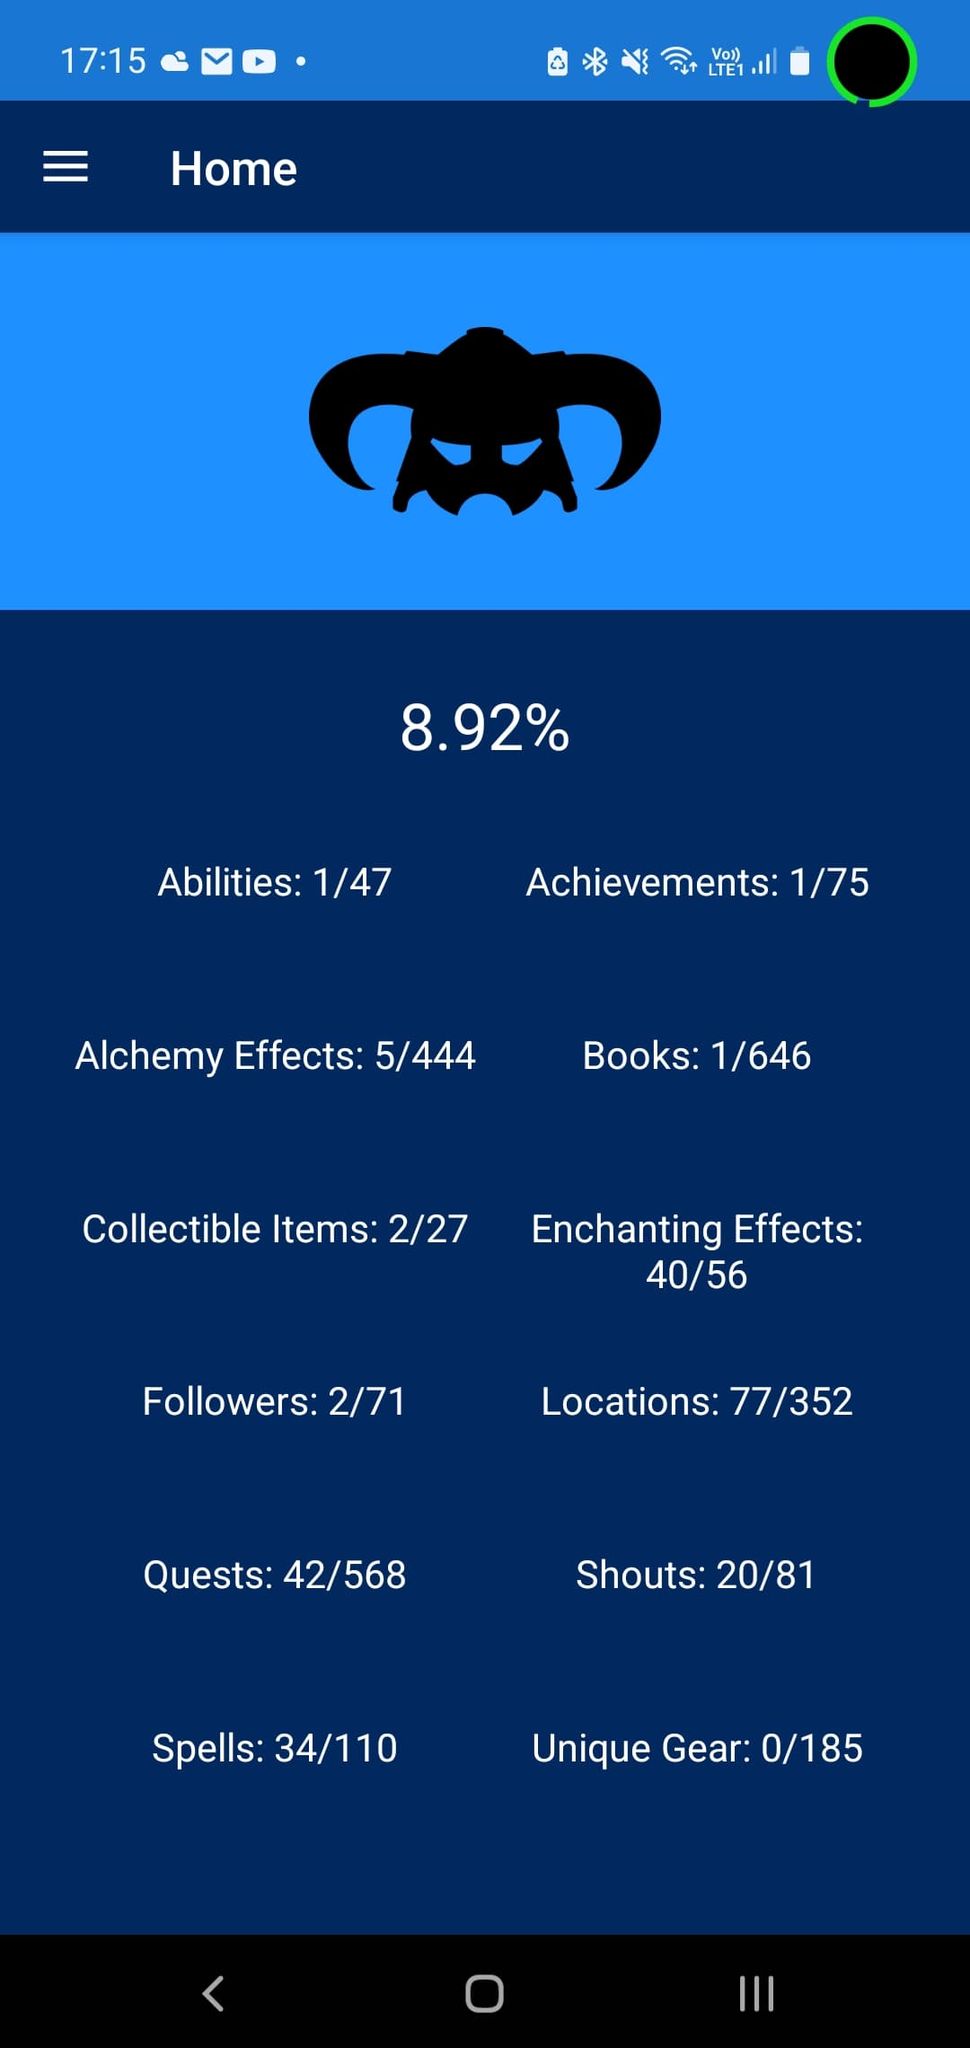 17:15
Vo))
LTE1
Home
8.92%
Abilities: 1/47
Achievements: 1/75
Alchemy Effects: 5/444
Books: 1/646
Collectible Items: 2/27
Enchanting Effects:
40/56
Followers: 2/71
Locations: 77/352
Quests: 42/568
Shouts: 20/81
Spells: 34/110
Unique Gear: 0/185